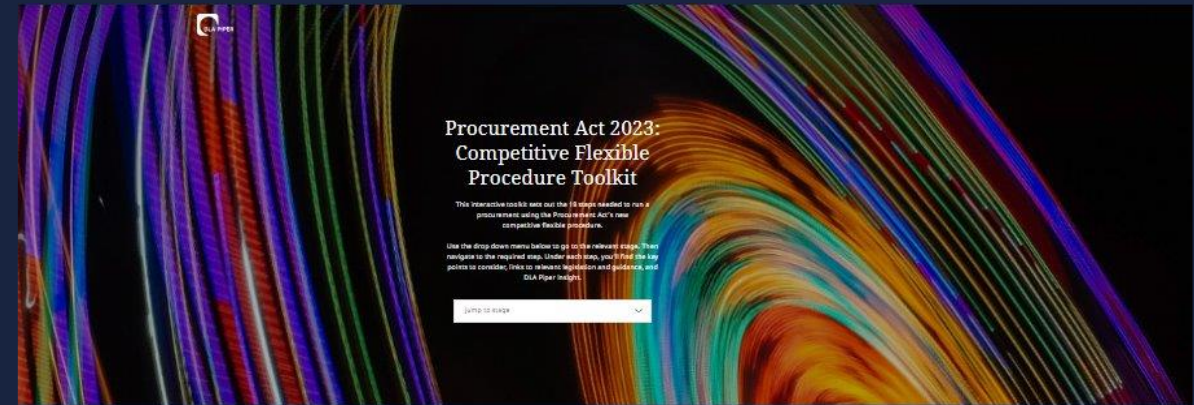 DLA PIPER
Procurement Act 2023:
Competitive Flexible
Procedure Toolkit
This interactive toolkit sets out the 19 steps needed to run a
procurement using the Procurement Act's new
competitive flexible procedure.
Use the drop down menu below to go to the relevant stage. Then
navigate to the required step. Under each step, you'll find the key
points to consider, links to relevant legislation and guidance, and
DLA Piper insight.
Jump to stage